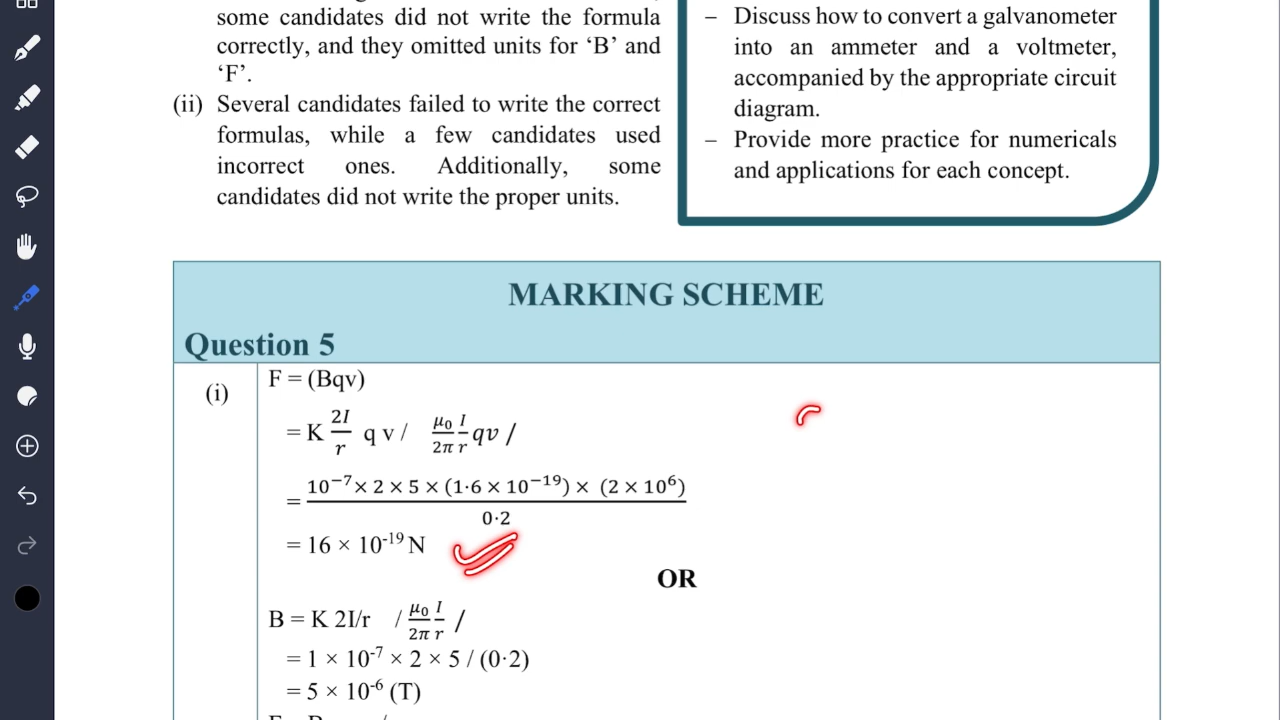 some candidates did not write the formula
correctly, and they omitted units for ‘B’ and
‘F’.
(ii) Several candidates failed to write the correct
formulas, while a few candidates used
incorrect ones. Additionally, some
candidates did not write the proper units.
– Discuss how to convert a galvanometer
into an ammeter and a voltmeter,
accompanied by the appropriate circuit
diagram.
– Provide more practice for numericals
and applications for each concept.
MARKING SCHEME
Question 5
(i) F = (Bqv)
= K 2I/r q v / μ₀/2π I/r qv /
= 10⁻⁷ × 2 × 5 × (1·6 × 10⁻¹⁹) × (2 × 10⁶) / 0·2
= 16 × 10⁻¹⁹ N
OR
B = K 2I/r / μ₀/2π I/r /
= 1 × 10⁻⁷ × 2 × 5 / (0·2)
= 5 × 10⁻⁶ (T)